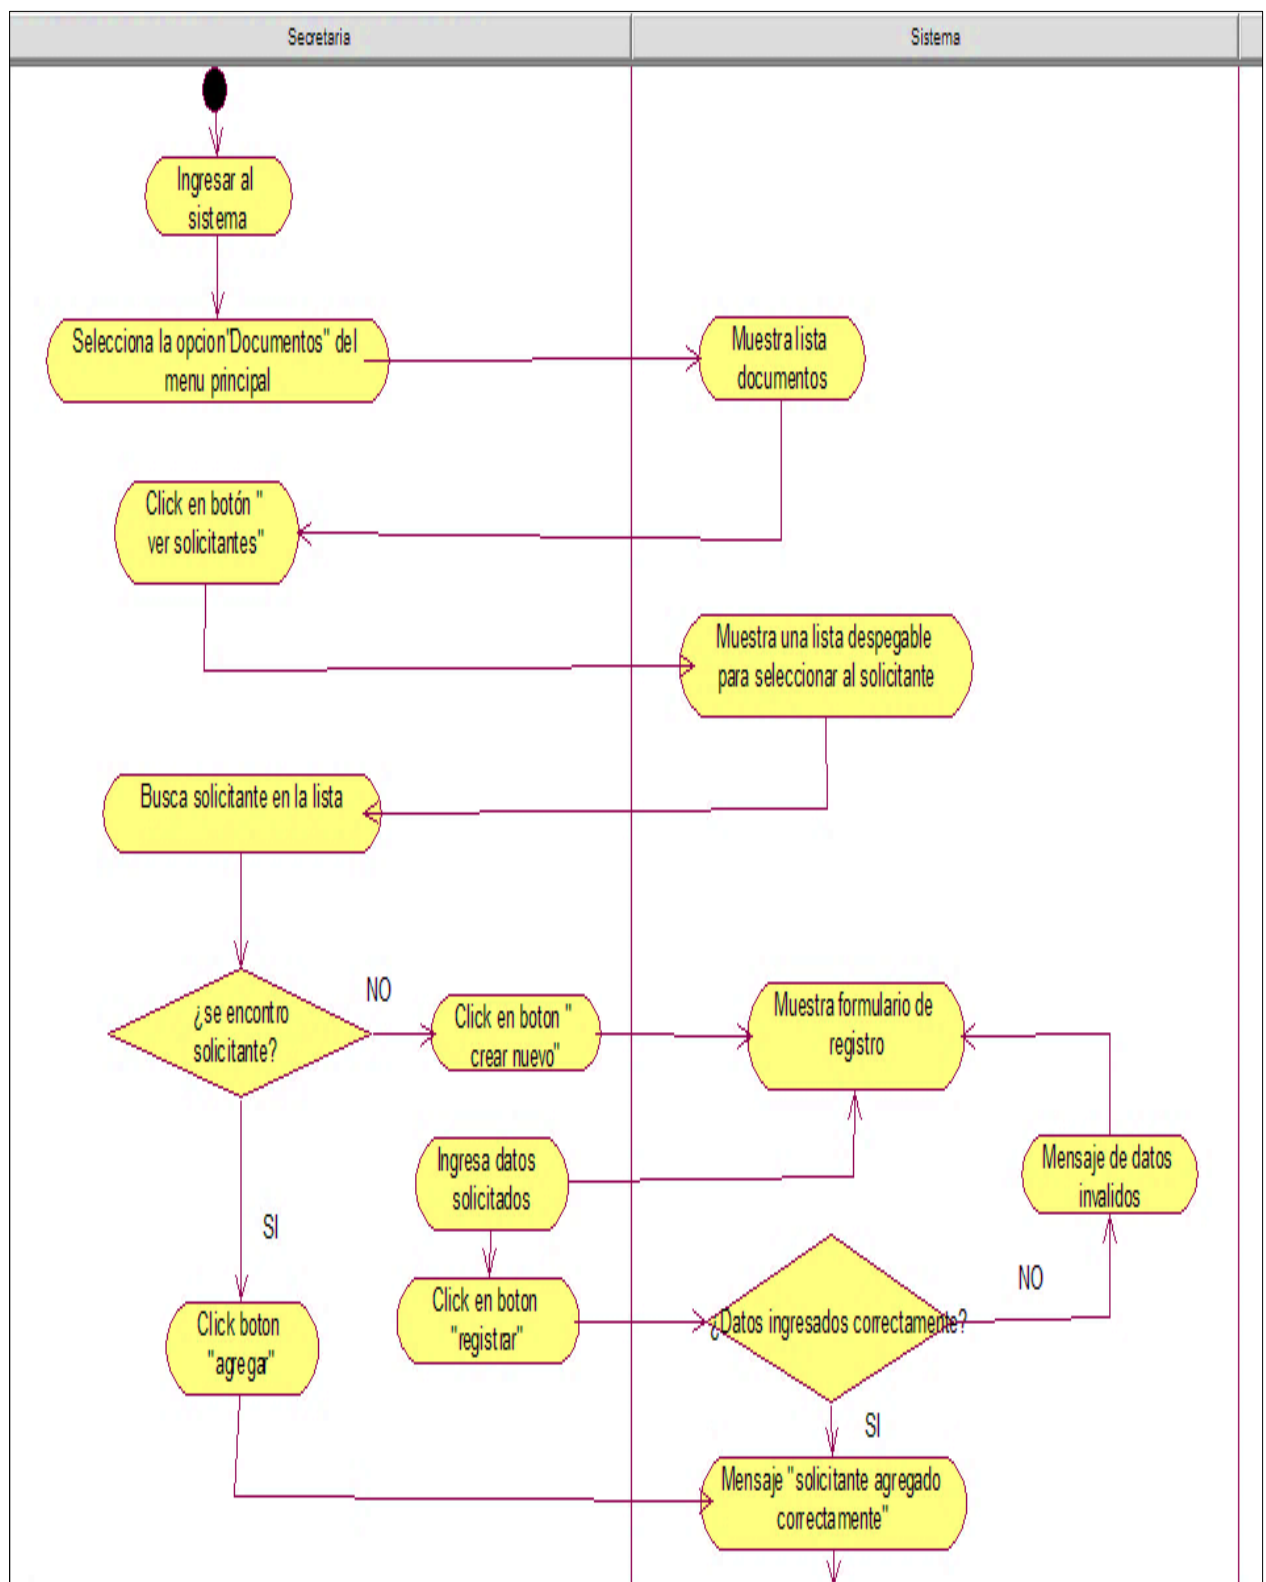 Secretaria
Sistema
Ingresar al
sistema
Selecciona la opcion"Documentos" del
menu principal
Muestra lista
documentos
Click en botón "
ver solicitantes"
Muestra una lista despegable
para seleccionar al solicitante
Busca solicitante en la lista
¿se encontro
solicitante?
NO
Click en boton "
crear nuevo"
Muestra formulario de
registro
Ingresa datos
solicitados
Mensaje de datos
invalidos
SI
Click en boton
"registrar"
¿Datos ingresados correctamente?
NO
Click boton
"agregar"
SI
Mensaje "solicitante agregado
correctamente"